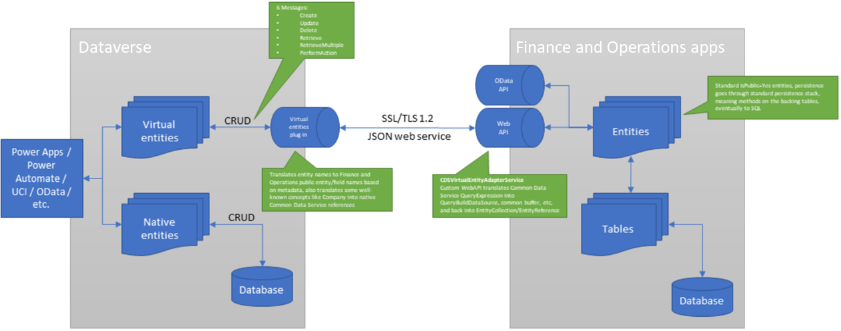 6 Messages:
• Create
• Update
• Delete
• Retrieve
• RetrieveMultiple
• PerformAction
Dataverse
Finance and Operations apps
Virtual
entities
CRUD
Virtual
entities
plug in
SSL/TLS 1.2
JSON web service
OData
API
Web
API
Entities
Standard IsPublic=Yes entities, persistence
goes through standard persistence stack,
invoking methods on the backing tables,
eventually to SQL
Power Apps /
Power
Automate /
UCI / OData /
etc.
Translates entity names to Finance and
Operations public entity/field names based
on metadata, also translates some well-
known concepts like Company into native
Common Data Service references
CDSVirtualEntityAdapterService
Custom WebAPI translates Common Data
Service QueryExpression into
QueryBuildDataSource, common buffer, etc,
and back into EntityCollection/EntityReference
Native
entities
CRUD
Database
Tables
Database